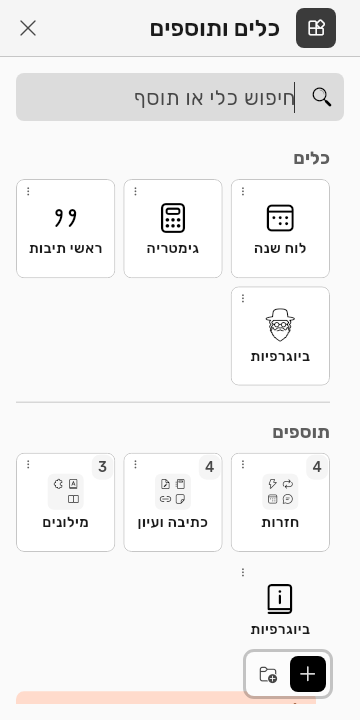 כלים ותוספים
חיפוש כלי או תוסף
כלים
לוח שנה
גימטריה
ראשי תיבות
ביוגרפיות
תוספים
4
4
3
חזרות
כתיבה ועיון
מילונים
ביוגרפיות